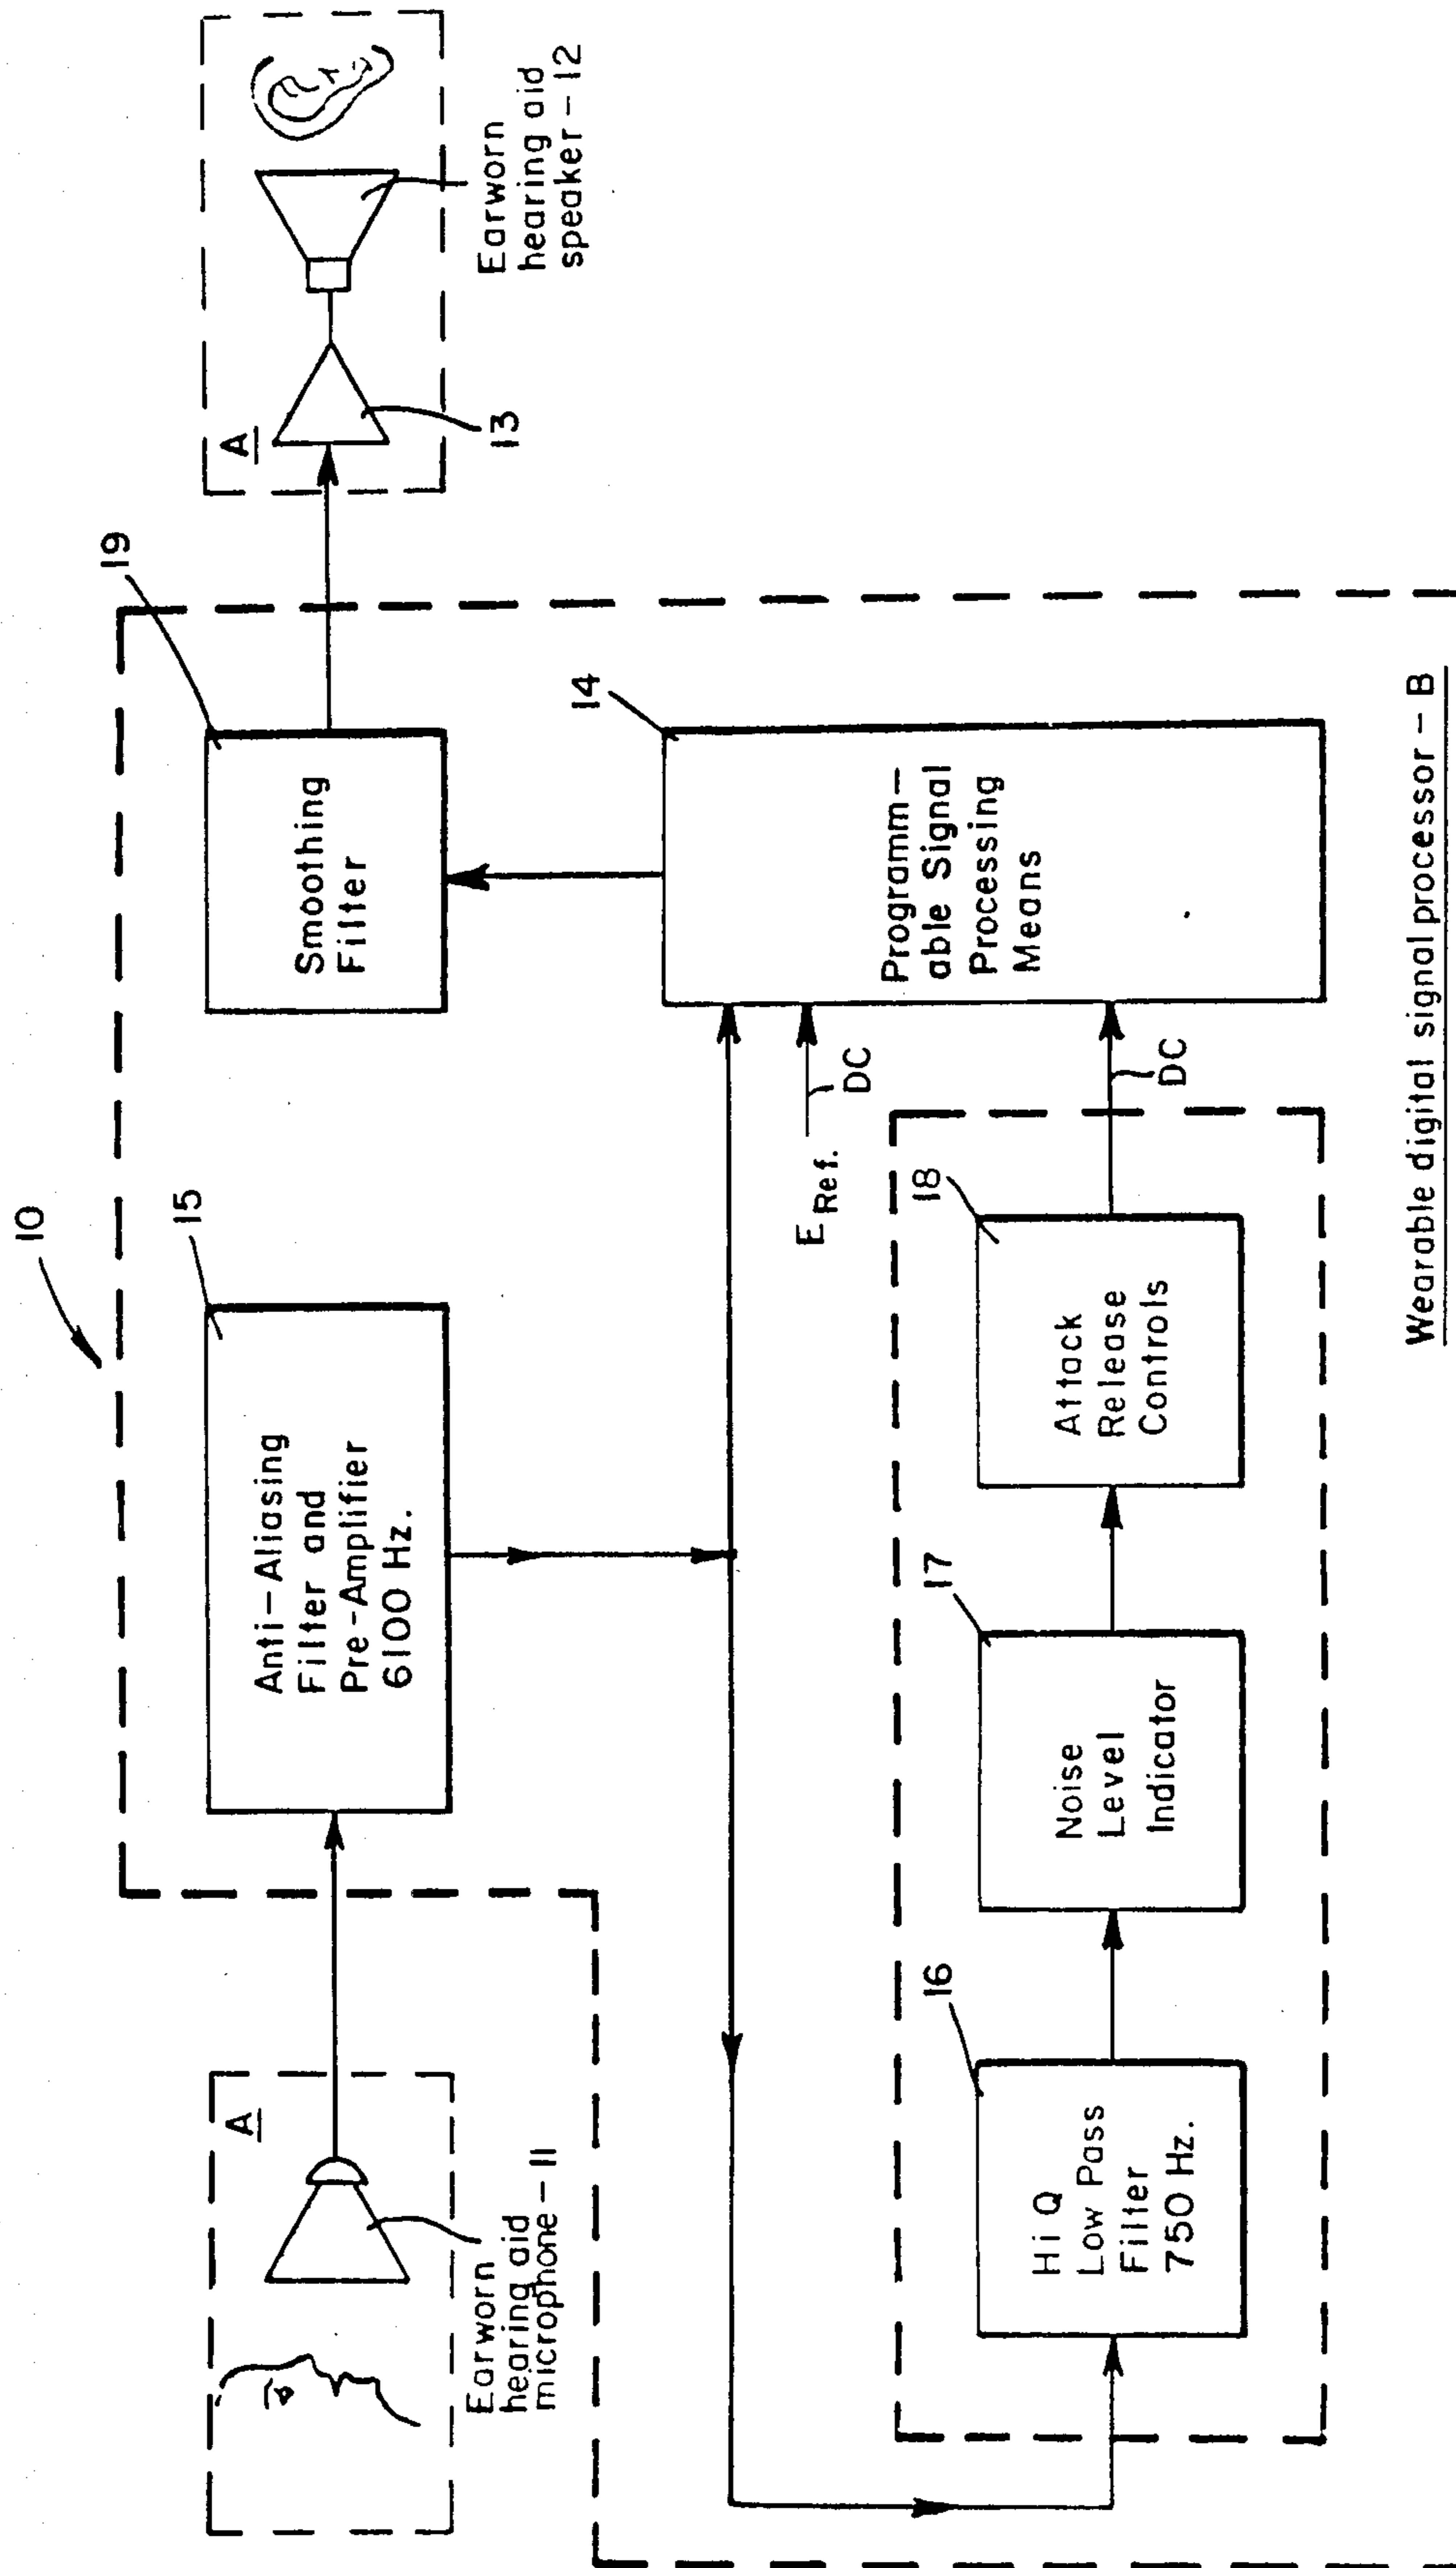 10
A
Earworn
hearing aid
microphone-11
15
Anti-Aliasing
Filter and
Pre-Amplifier
6100 Hz.
19
Smoothing
Filter
A
13
Earworn
hearing aid
speaker-12
14
Programm-
able Signal
Processing
Means
E Ref.
DC
DC
16
Hi Q
Low Pass
Filter
750 Hz.
17
Noise
Level
Indicator
18
Attack
Release
Controls
Wearable digital signal processor - B